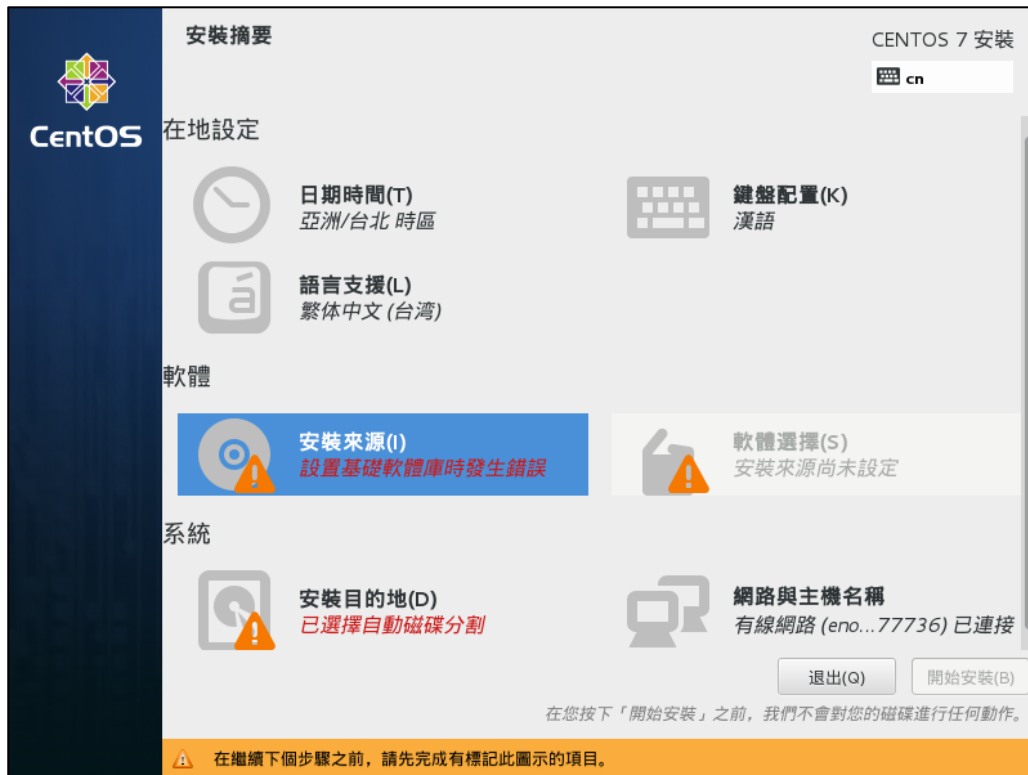 安裝摘要
CENTOS 7 安裝
cn
CentOS
在地設定
日期時間(T)
亞洲/台北 時區
鍵盤配置(K)
漢語
語言支援(L)
繁体中文 (台湾)
軟體
安裝來源(I)
設置基礎軟體庫時發生錯誤
軟體選擇(S)
安裝來源尚未設定
系統
安裝目的地(D)
已選擇自動磁碟分割
網路與主機名稱
有線網路 (eno...77736) 已連接
退出(Q)
開始安裝(B)
在您按下「開始安裝」之前，我們不會對您的磁碟進行任何動作。
在繼續下個步驟之前，請先完成有標記此圖示的項目。